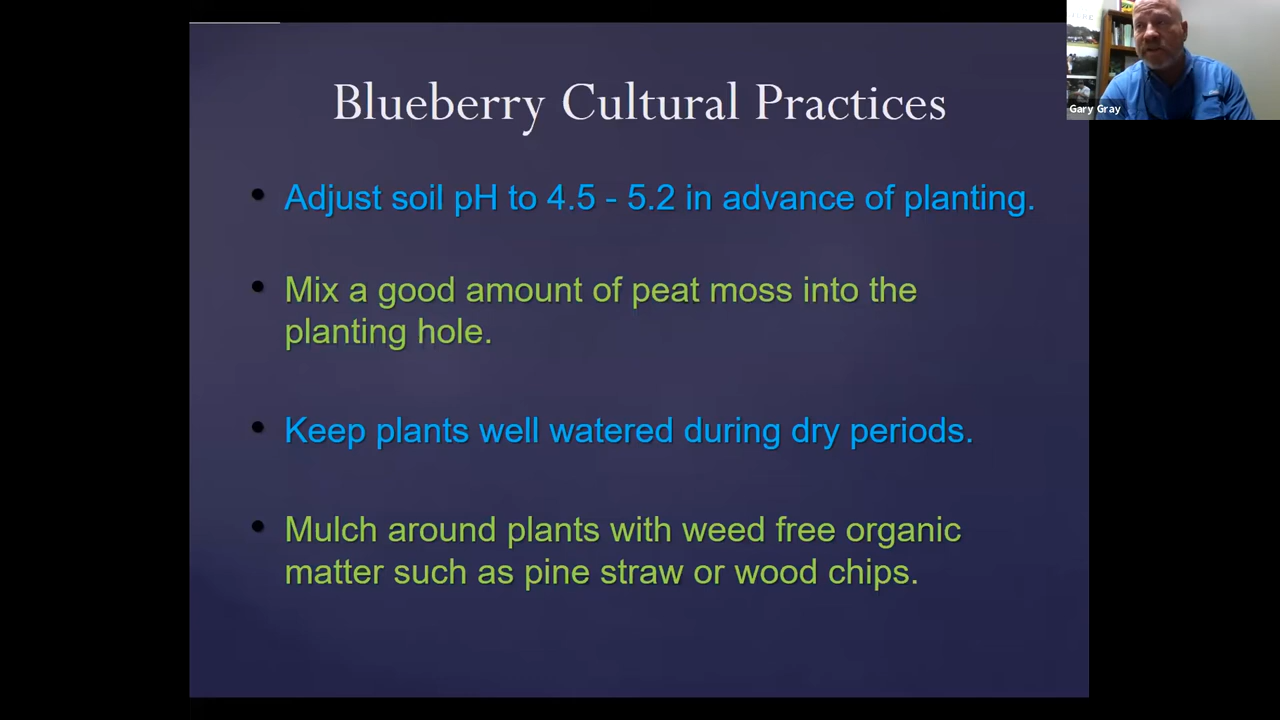 Blueberry Cultural Practices
Gary Gray
• Adjust soil pH to 4.5 - 5.2 in advance of planting.
• Mix a good amount of peat moss into the
planting hole.
• Keep plants well watered during dry periods.
• Mulch around plants with weed free organic
matter such as pine straw or wood chips.